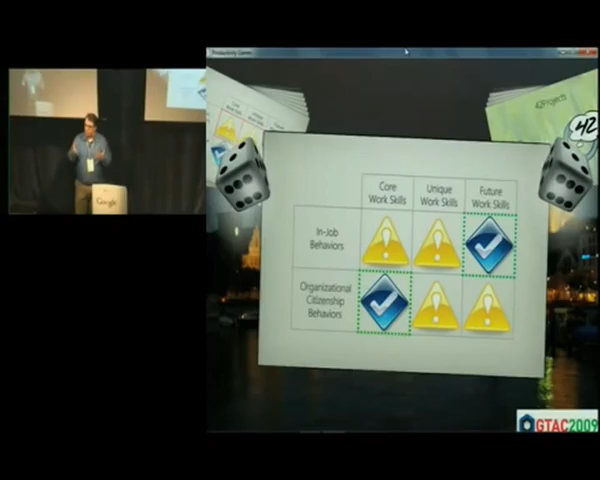 Productivity Games
42Projects
42
Core
Work Skills
Unique
Work Skills
Future
Work Skills
In-Job
Behaviors
Organizational
Citizenship
Behaviors
Google
GTAC2009